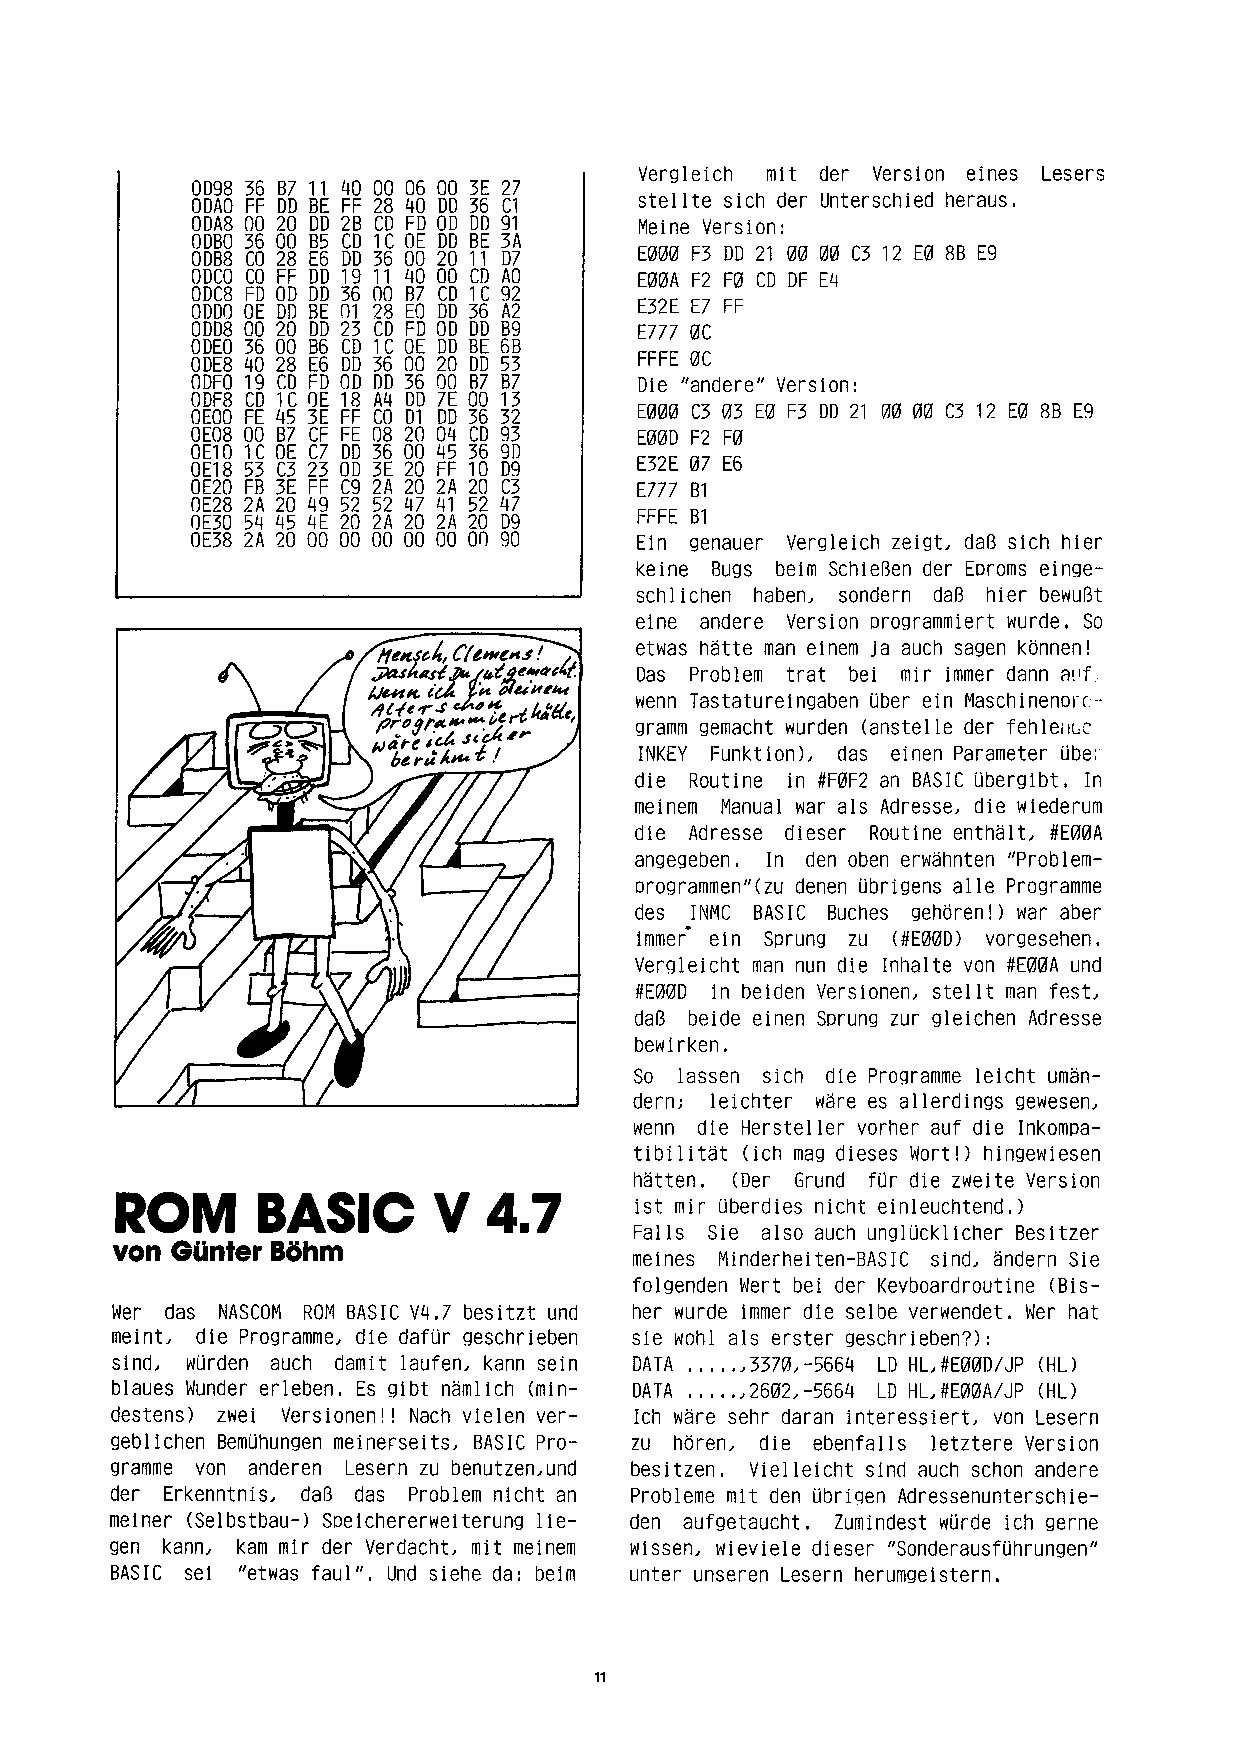 0D98 36 B7 11 40 00 06 00 3E 27
0DA0 FF DD BE FF 28 40 DD 36 C1
0DA8 00 20 DD 2B CD FD 0D DD 91
0DB0 36 00 B5 CD 1C 0E DD BE 3A
0DB8 C0 28 E6 DD 36 00 20 11 D7
0DC0 C0 FF DD 19 11 40 00 CD A0
0DC8 FD 0D DD 36 00 B7 CD 1C 92
0DD0 0E DD BE 01 28 E0 DD 36 A2
0DD8 00 20 DD 23 CD FD 0D DD B9
0DE0 36 00 B6 CD 1C 0E DD BE 6B
0DE8 40 28 E6 DD 36 00 20 DD 53
0DF0 19 CD FD 0D DD 36 00 B7 B7
0DF8 CD 1C 0E 18 A4 DD 7E 00 13
0E00 FE 45 3E FF C0 D1 DD 36 32
0E08 00 B7 CF FE 08 20 04 CD 93
0E10 1C 0E C7 DD 36 00 45 36 9D
0E18 53 C3 23 0D 3E 20 FF 10 D9
0E20 FB 3E FF C9 2A 20 2A 20 C3
0E28 2A 20 49 52 52 47 41 52 47
0E30 54 45 4E 20 2A 20 2A 20 D9
0E38 2A 20 00 00 00 00 00 00 90
Mensch, Clemens!
Das hast Du gut gemacht.
Wenn ich in deinem
Alter schon
programmiert hätte,
wäre ich sicher
berühmt!
ROM BASIC V 4.7
von Günter Böhm
Wer das NASCOM ROM BASIC V4.7 besitzt und
meint, die Programme, die dafür geschrieben
sind, würden auch damit laufen, kann sein
blaues Wunder erleben. Es gibt nämlich (min-
destens) zwei Versionen!! Nach vielen ver-
geblichen Bemühungen meinerseits, BASIC Pro-
gramme von anderen Lesern zu benutzen,und
der Erkenntnis, daß das Problem nicht an
meiner (Selbstbau-) Speichererweiterung lie-
gen kann, kam mir der Verdacht, mit meinem
BASIC sei "etwas faul". Und siehe da: beim
Vergleich mit der Version eines Lesers
stellte sich der Unterschied heraus.
Meine Version:
E000 F3 DD 21 00 00 C3 12 E0 8B E9
E00A F2 F0 CD DF E4
E32E E7 FF
E777 0C
FFFE 0C
Die "andere" Version:
E000 C3 03 E0 F3 DD 21 00 00 C3 12 E0 8B E9
E00D F2 F0
E32E 07 E6
E777 B1
FFFE B1
Ein genauer Vergleich zeigt, daß sich hier
keine Bugs beim Schießen der Eproms einge-
schlichen haben, sondern daß hier bewußt
eine andere Version programmiert wurde. So
etwas hätte man einem ja auch sagen können!
Das Problem trat bei mir immer dann auf,
wenn Tastatureingaben über ein Maschinenpro-
gramm gemacht wurden (anstelle der fehlende
INKEY Funktion), das einen Parameter über
die Routine in #F0F2 an BASIC übergibt. In
meinem Manual war als Adresse, die wiederum
die Adresse dieser Routine enthält, #E00A
angegeben. In den oben erwähnten "Problem-
programmen"(zu denen übrigens alle Programme
des INMC BASIC Buches gehören!) war aber
immer ein Sprung zu (#E00D) vorgesehen.
Vergleicht man nun die Inhalte von #E00A und
#E00D in beiden Versionen, stellt man fest,
daß beide einen Sprung zur gleichen Adresse
bewirken.
So lassen sich die Programme leicht umän-
dern; leichter wäre es allerdings gewesen,
wenn die Hersteller vorher auf die Inkompa-
tibilität (ich mag dieses Wort!) hingewiesen
hätten. (Der Grund für die zweite Version
ist mir überdies nicht einleuchtend.)
Falls Sie also auch unglücklicher Besitzer
meines Minderheiten-BASIC sind, ändern Sie
folgenden Wert bei der Keyboardroutine (Bis-
her wurde immer die selbe verwendet. Wer hat
sie wohl als erster geschrieben?):
DATA .....,3370,-5664 LD HL,#E00D/JP (HL)
DATA .....,2602,-5664 LD HL,#E00A/JP (HL)
Ich wäre sehr daran interessiert, von Lesern
zu hören, die ebenfalls letztere Version
besitzen. Vielleicht sind auch schon andere
Probleme mit den übrigen Adressenunterschie-
den aufgetaucht. Zumindest würde ich gerne
wissen, wieviele dieser "Sonderausführungen"
unter unseren Lesern herumgeistern.
11